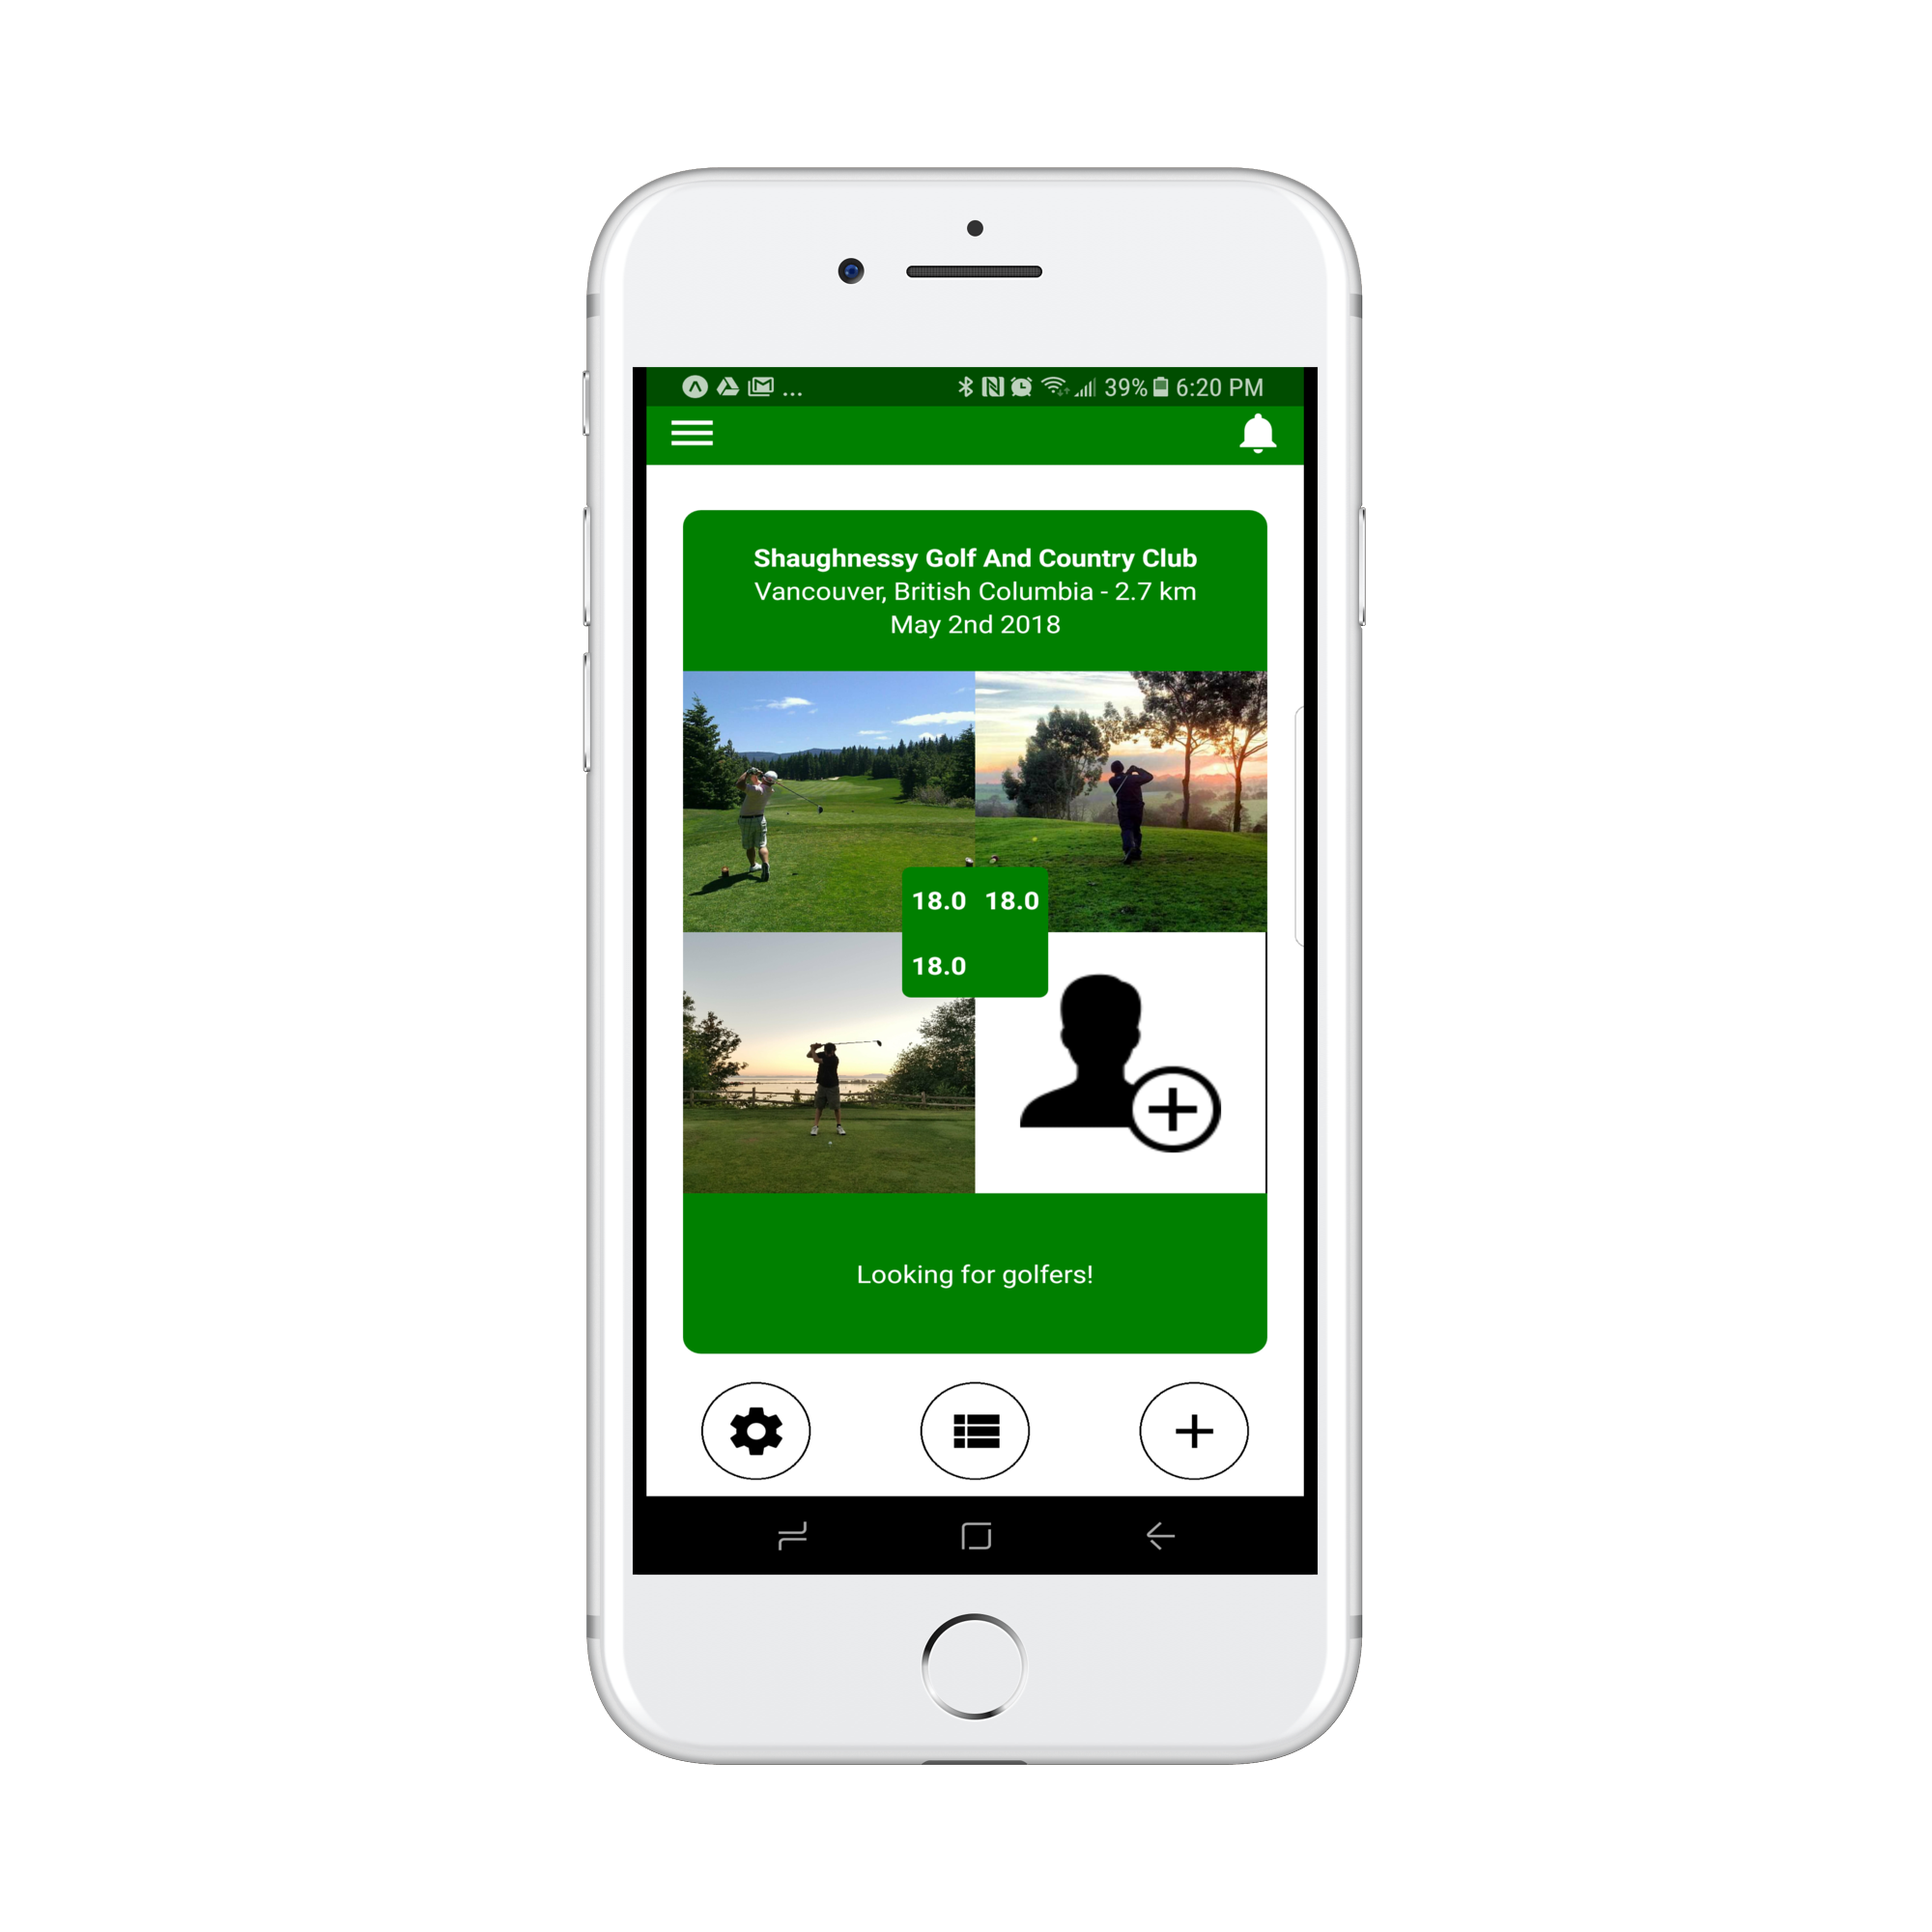 ... 39% 6:20 PM
Shaughnessy Golf And Country Club
Vancouver, British Columbia - 2.7 km
May 2nd 2018
18.0 18.0
18.0
Looking for golfers!